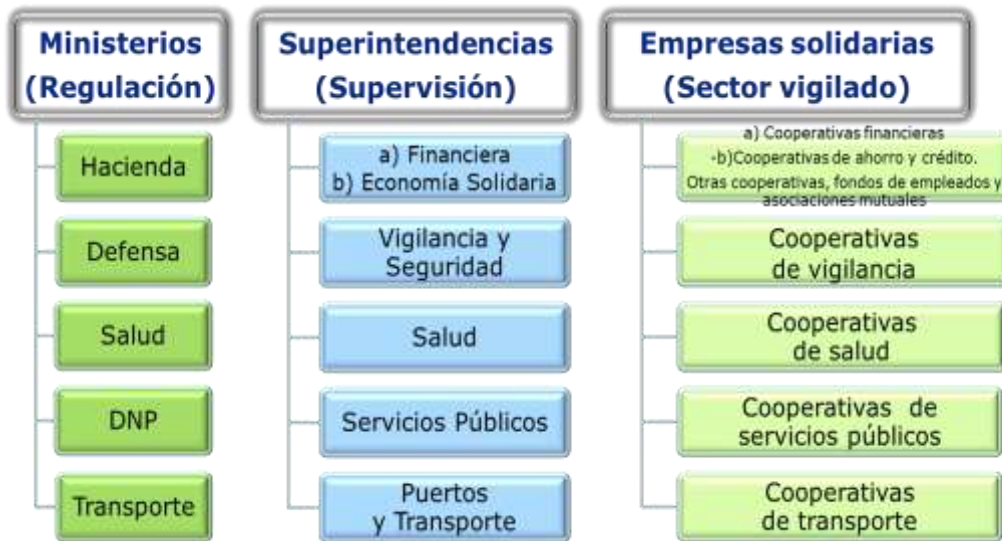 Ministerios
(Regulación)
Hacienda
Defensa
Salud
DNP
Transporte
Superintendencias
(Supervisión)
a) Financiera
b) Economía Solidaria
Vigilancia y
Seguridad
Salud
Servicios Públicos
Puertos
y Transporte
Empresas solidarias
(Sector vigilado)
a) Cooperativas financieras
-b)Cooperativas de ahorro y crédito.
Otras cooperativas, fondos de empleados y
asociaciones mutuales
Cooperativas
de vigilancia
Cooperativas
de salud
Cooperativas de
servicios públicos
Cooperativas
de transporte